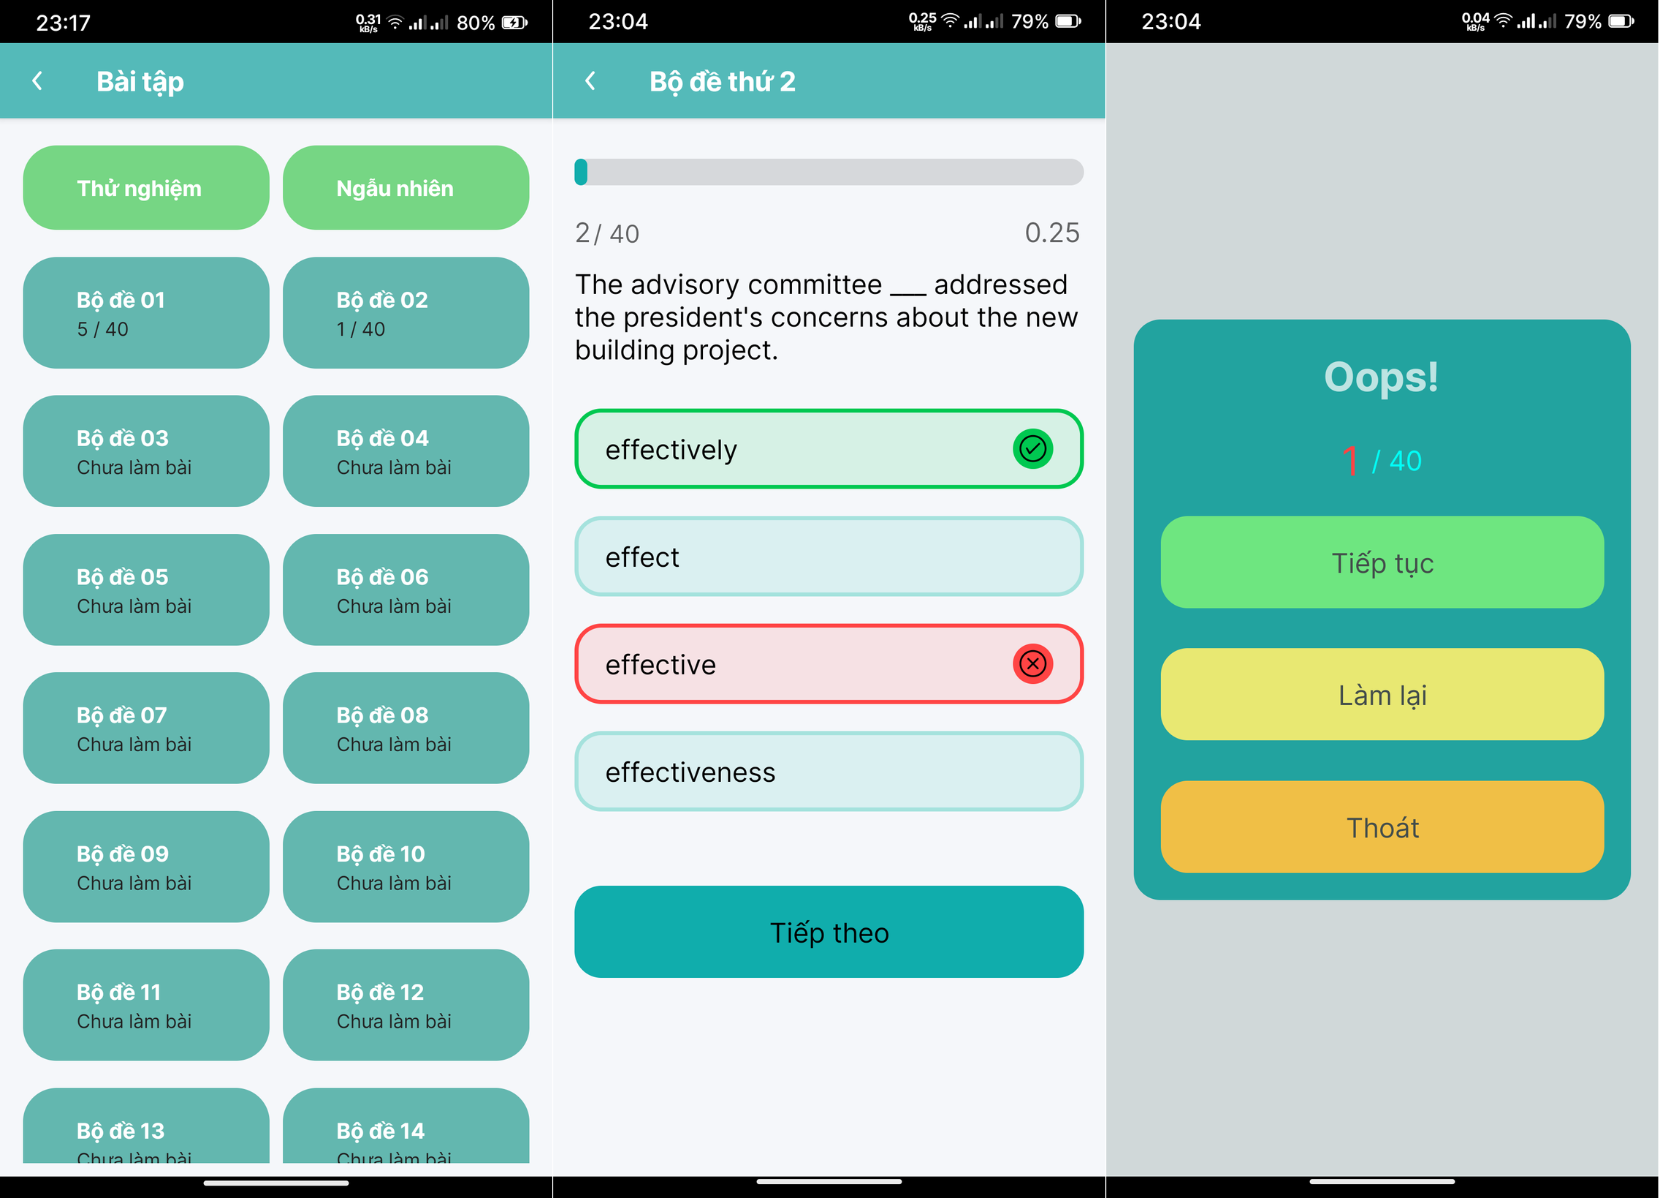 23:17
0.31 kB/s
80%
Bài tập
Thử nghiệm
Ngẫu nhiên
Bộ đề 01
5 / 40
Bộ đề 02
1 / 40
Bộ đề 03
Chưa làm bài
Bộ đề 04
Chưa làm bài
Bộ đề 05
Chưa làm bài
Bộ đề 06
Chưa làm bài
Bộ đề 07
Chưa làm bài
Bộ đề 08
Chưa làm bài
Bộ đề 09
Chưa làm bài
Bộ đề 10
Chưa làm bài
Bộ đề 11
Chưa làm bài
Bộ đề 12
Chưa làm bài
Bộ đề 13
Chưa làm bài
Bộ đề 14
Chưa làm bài
23:04
0.25 kB/s
79%
Bộ đề thứ 2
2/ 40
0.25
The advisory committee ___ addressed
the president's concerns about the new
building project.
effectively
effect
effective
effectiveness
Tiếp theo
23:04
0.04 kB/s
79%
Oops!
1 / 40
Tiếp tục
Làm lại
Thoát